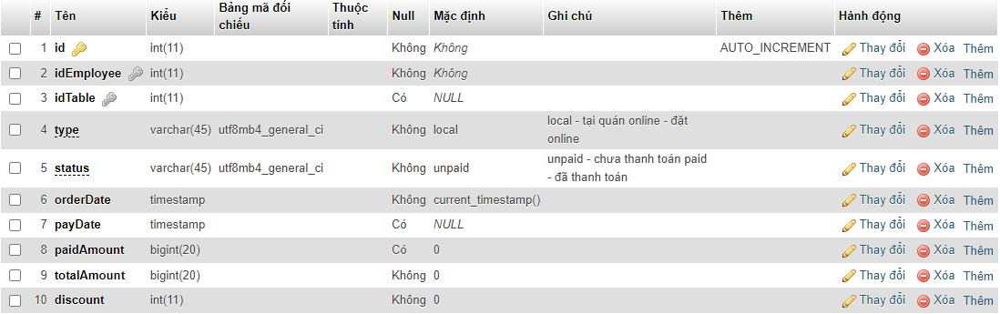 # Tên Kiểu Bảng mã đối chiếu Thuộc tính Null Mặc định Ghi chú Thêm Hành động
1 id int(11) Không Không AUTO_INCREMENT Thay đổi Xóa Thêm
2 idEmployee int(11) Không Không Thay đổi Xóa Thêm
3 idTable int(11) Có NULL Thay đổi Xóa Thêm
4 type varchar(45) utf8mb4_general_ci Không local local - tại quán online - đặt online Thay đổi Xóa Thêm
5 status varchar(45) utf8mb4_general_ci Không unpaid unpaid - chưa thanh toán paid - đã thanh toán Thay đổi Xóa Thêm
6 orderDate timestamp Không current_timestamp() Thay đổi Xóa Thêm
7 payDate timestamp Có NULL Thay đổi Xóa Thêm
8 paidAmount bigint(20) Có 0 Thay đổi Xóa Thêm
9 totalAmount bigint(20) Không 0 Thay đổi Xóa Thêm
10 discount int(11) Không 0 Thay đổi Xóa Thêm